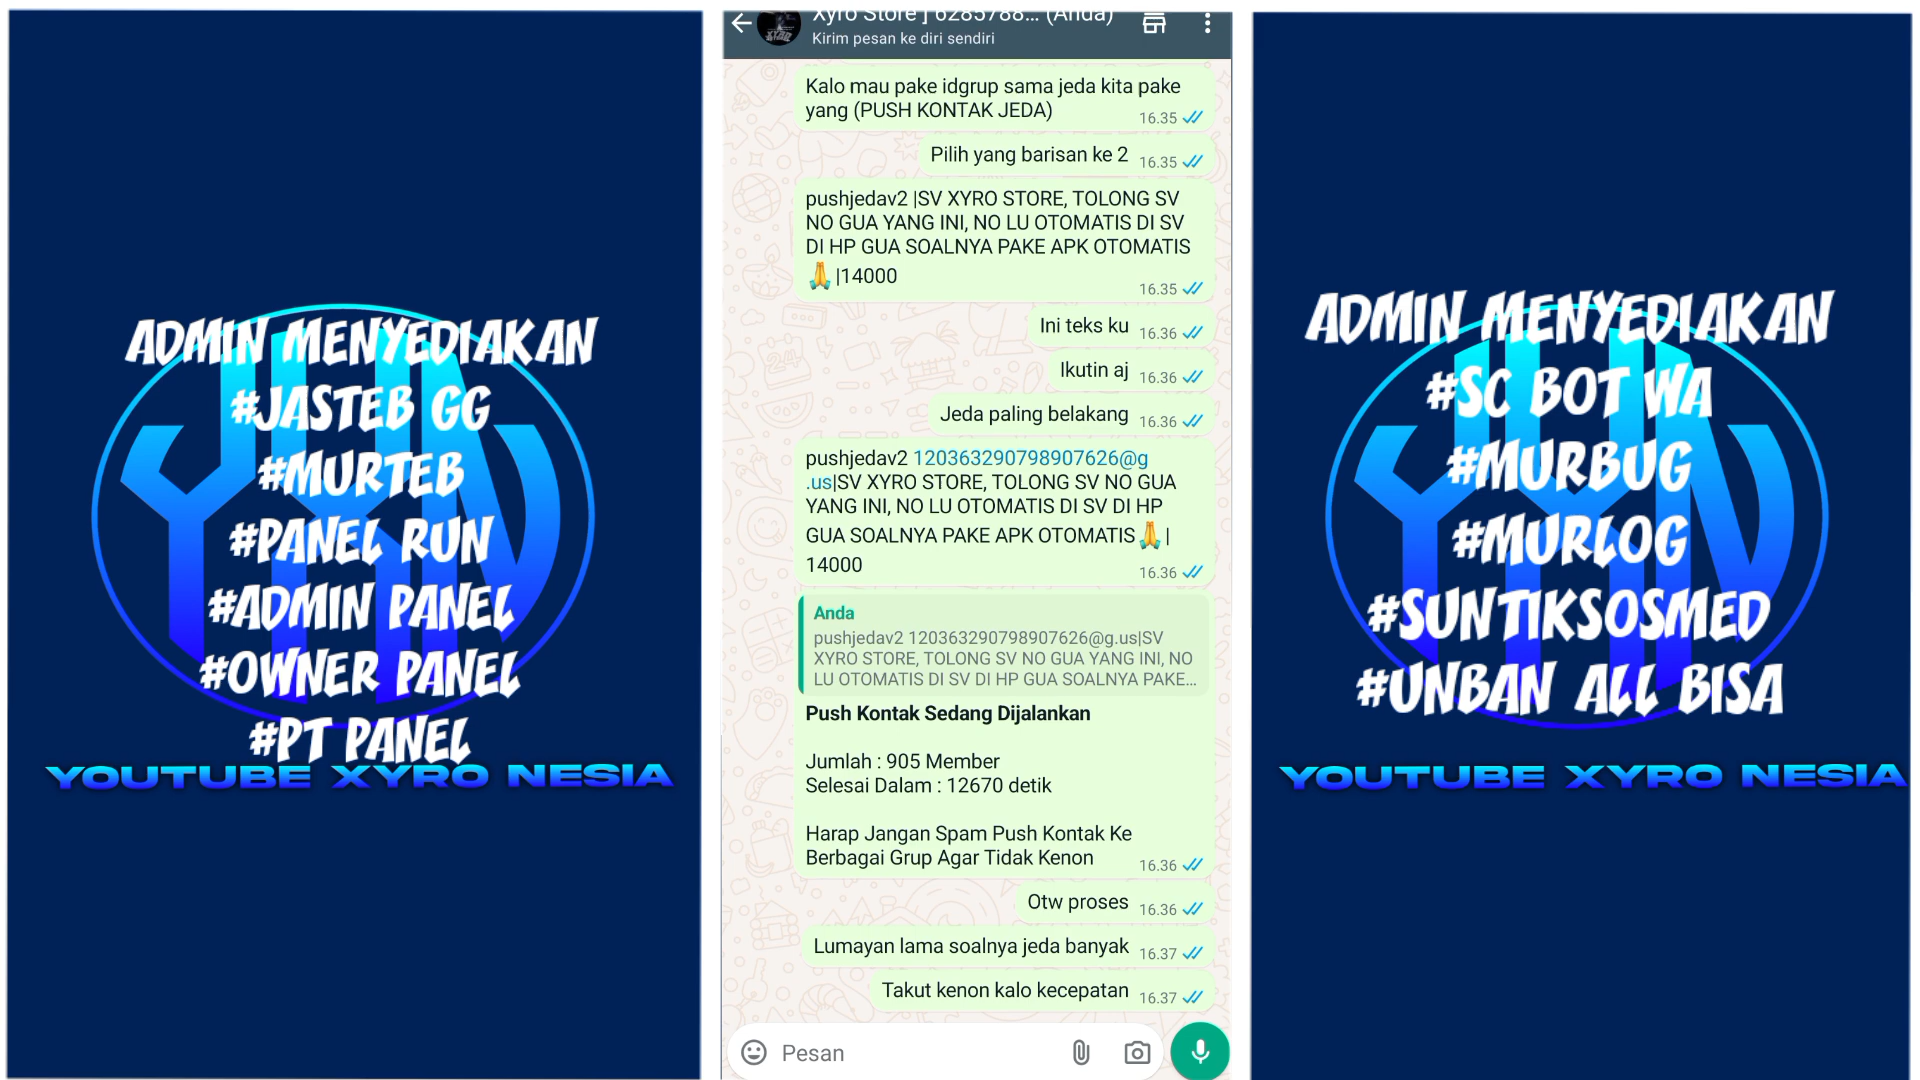 ADMIN MENYEDIAKAN
#JASTEB GG
#MURTEB
#PANEL RUN
#ADMIN PANEL
#OWNER PANEL
#PT PANEL
YOUTUBE XYRO NESIA
Xyro Store ] 6285788... (Anda)
Kirim pesan ke diri sendiri
Kalo mau pake idgrup sama jeda kita pake
yang (PUSH KONTAK JEDA)
16.35
Pilih yang barisan ke 2
16.35
pushjedav2 |SV XYRO STORE, TOLONG SV
NO GUA YANG INI, NO LU OTOMATIS DI SV
DI HP GUA SOALNYA PAKE APK OTOMATIS
🙏|14000
16.35
Ini teks ku
16.36
Ikutin aj
16.36
Jeda paling belakang
16.36
pushjedav2 120363290798907626@g
.us|SV XYRO STORE, TOLONG SV NO GUA
YANG INI, NO LU OTOMATIS DI SV DI HP
GUA SOALNYA PAKE APK OTOMATIS🙏|
14000
16.36
Anda
pushjedav2 120363290798907626@g.us|SV
XYRO STORE, TOLONG SV NO GUA YANG INI, NO
LU OTOMATIS DI SV DI HP GUA SOALNYA PAKE...
Push Kontak Sedang Dijalankan
Jumlah : 905 Member
Selesai Dalam : 12670 detik
Harap Jangan Spam Push Kontak Ke
Berbagai Grup Agar Tidak Kenon
16.36
Otw proses
16.36
Lumayan lama soalnya jeda banyak
16.37
Takut kenon kalo kecepatan
16.37
Pesan
ADMIN MENYEDIAKAN
#SC BOT WA
#MURBUG
#MURLOG
#SUNTIKSOSMED
#UNBAN ALL BISA
YOUTUBE XYRO NESIA